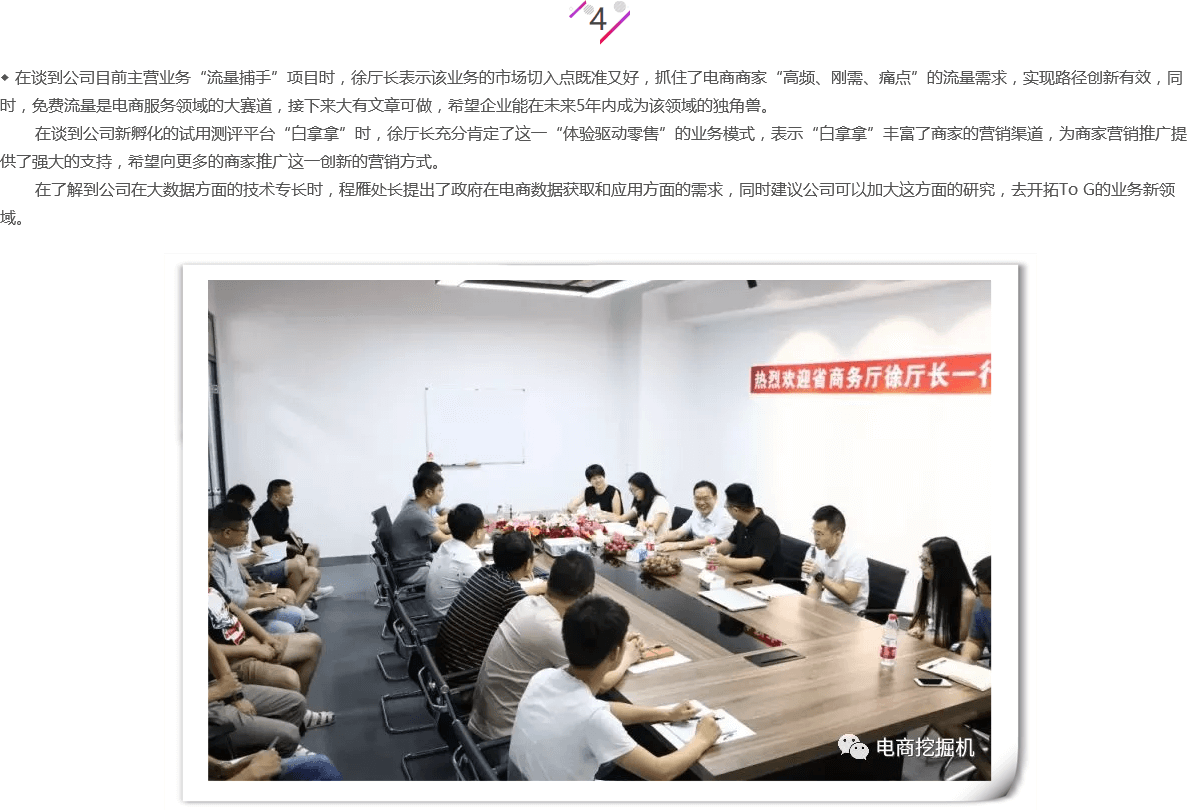 4
◆ 在谈到公司目前主营业务“流量捕手”项目时，徐厅长表示该业务的市场切入点既准又好，抓住了电商商家“高频、刚需、痛点”的流量需求，实现路径创新有效，同
时，免费流量是电商服务领域的大赛道，接下来大有文章可做，希望企业能在未来5年内成为该领域的独角兽。
在谈到公司新孵化的试用测评平台“白拿拿”时，徐厅长充分肯定了这一“体验驱动零售”的业务模式，表示“白拿拿”丰富了商家的营销渠道，为商家营销推广提
供了强大的支持，希望向更多的商家推广这一创新的营销方式。
在了解到公司在大数据方面的技术专长时，程雁处长提出了政府在电商数据获取和应用方面的需求，同时建议公司可以加大这方面的研究，去开拓To G的业务新领
域。
热烈欢迎省商务厅徐厅长一行
电商挖掘机